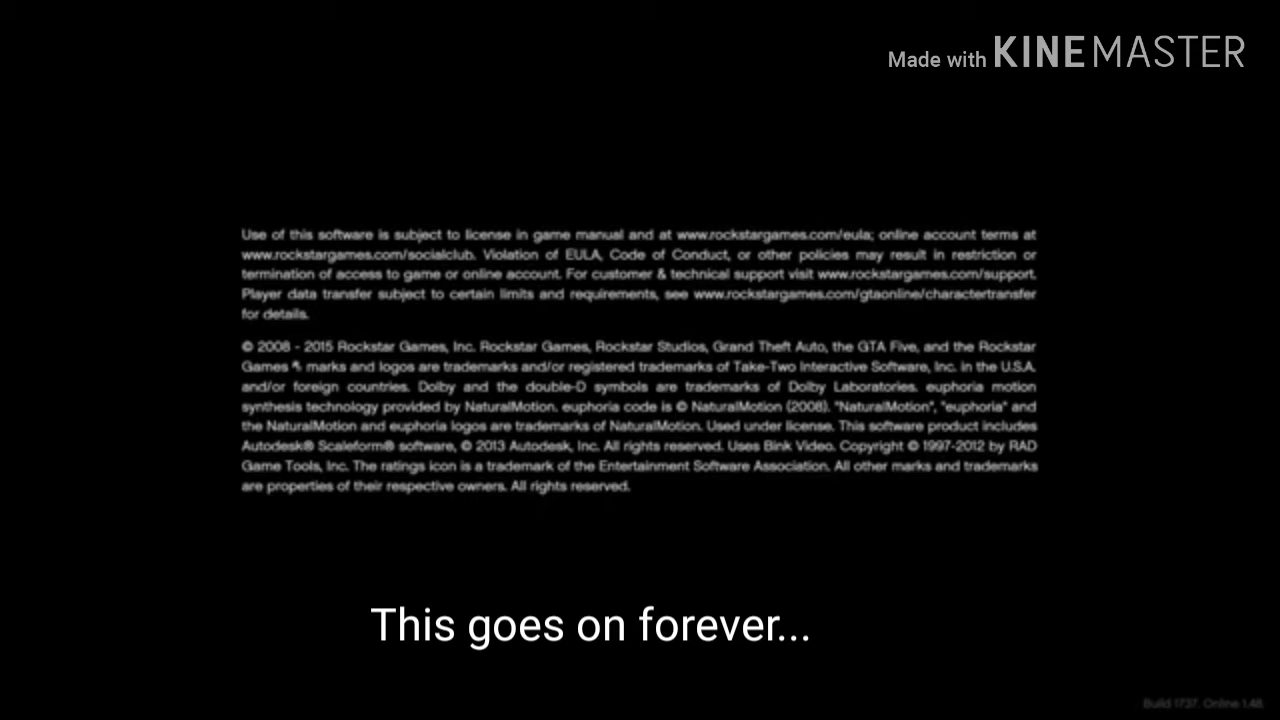 Made with KINEMASTER
Use of this software is subject to license in game manual and at www.rockstargames.com/eula; online account terms at
www.rockstargames.com/socialclub. Violation of EULA, Code of Conduct, or other policies may result in restriction or
termination of access to game or online account. For customer & technical support visit www.rockstargames.com/support.
Player data transfer subject to certain limits and requirements, see www.rockstargames.com/gtaonline/charactertransfer
for details.
© 2008 - 2015 Rockstar Games, Inc. Rockstar Games, Rockstar Studios, Grand Theft Auto, the GTA Five, and the Rockstar
Games R* marks and logos are trademarks and/or registered trademarks of Take-Two Interactive Software, Inc. in the U.S.A.
and/or foreign countries. Dolby and the double-D symbols are trademarks of Dolby Laboratories. euphoria motion
synthesis technology provided by NaturalMotion. euphoria code is © NaturalMotion (2008). "NaturalMotion", "euphoria" and
the NaturalMotion and euphoria logos are trademarks of NaturalMotion. Used under license. This software product includes
Autodesk® Scaleform® software, © 2013 Autodesk, Inc. All rights reserved. Uses Bink Video. Copyright © 1997-2012 by RAD
Game Tools, Inc. The ratings icon is a trademark of the Entertainment Software Association. All other marks and trademarks
are properties of their respective owners. All rights reserved.
This goes on forever...
Build 1737. Online 1.48.